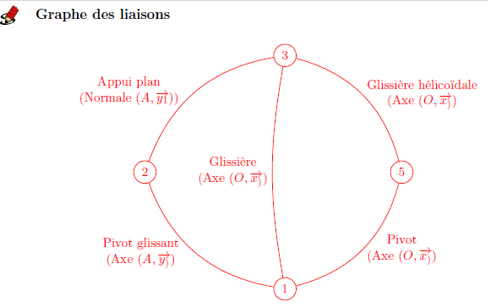 Graphe des liaisons
3
Appui plan
(Normale (A, y₁⃗))
Glissière hélicoïdale
(Axe (O, x⃗))
2
Glissière
(Axe (O, x⃗))
5
Pivot glissant
(Axe (A, y⃗))
Pivot
(Axe (O, x⃗))
1